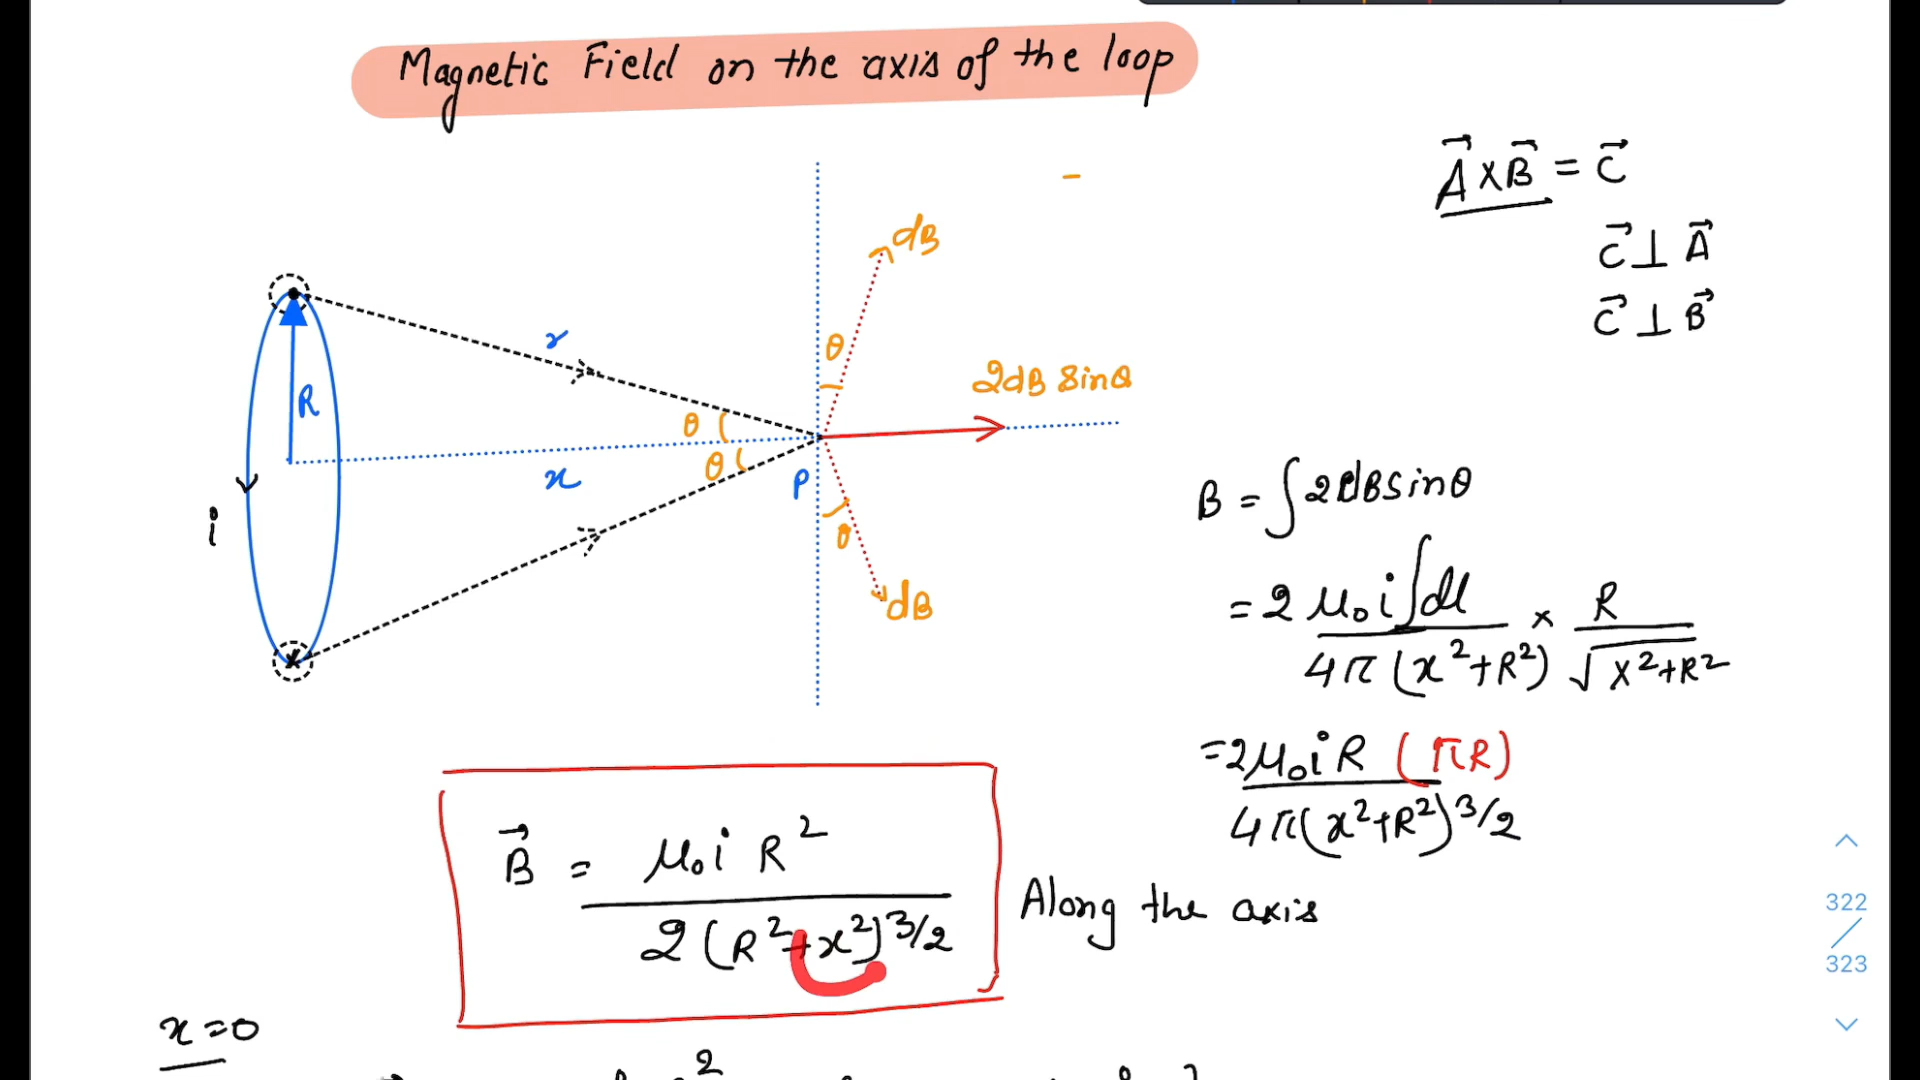 Magnetic Field on the axis of the loop
A⃗ × B⃗ = C⃗
C⃗ ⊥ A⃗
C⃗ ⊥ B⃗
dB
θ
r
2dB Sinθ
R
θ
θ
x
P
i
θ
dB
B = ∫2dBsinθ
= 2 μ₀ i ∫dl / 4π (x² + R²) × R / √x² + R²
= 2μ₀ i R (πR) / 4π(x² + R²)^3/2
B⃗ = μ₀ i R² / 2 (R² + x²)^3/2
Along the axis
322
/
323
x = 0